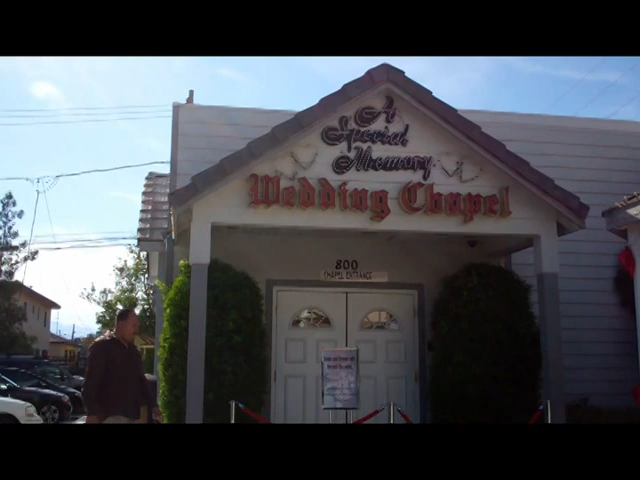 A
Special
Memory
Wedding Chapel
800
CHAPEL ENTRANCE